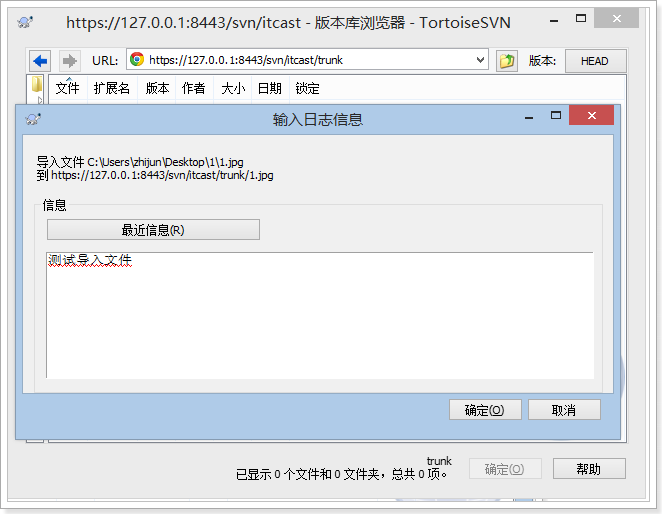 https://127.0.0.1:8443/svn/itcast - 版本库浏览器 - TortoiseSVN
URL: https://127.0.0.1:8443/svn/itcast/trunk 版本: HEAD
文件 扩展名 版本 作者 大小 日期 锁定
输入日志信息
导入文件 C:\Users\zhijun\Desktop\1\1.jpg
到 https://127.0.0.1:8443/svn/itcast/trunk/1.jpg
信息
最近信息(R)
测试导入文件
确定(O) 取消
trunk
已显示 0 个文件和 0 文件夹，总共 0 项。
确定(O) 帮助